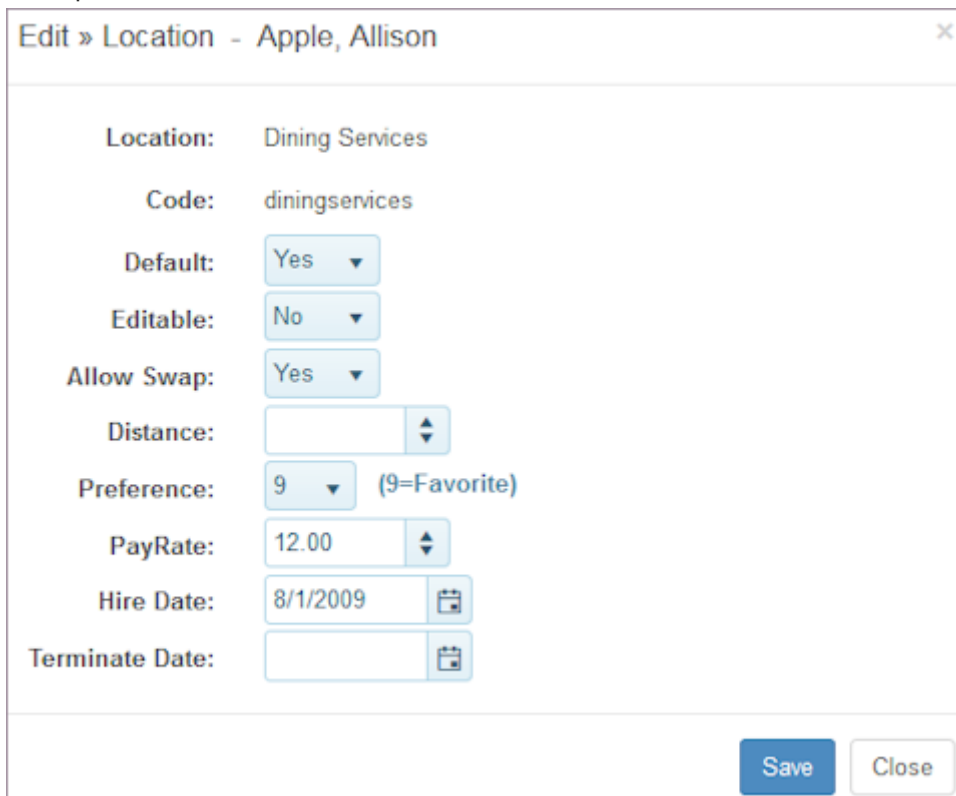 Edit » Location - Apple, Allison ×
Location: Dining Services
Code: diningservices
Default: Yes
Editable: No
Allow Swap: Yes
Distance:
Preference: 9 (9=Favorite)
PayRate: 12.00
Hire Date: 8/1/2009
Terminate Date:
Save Close